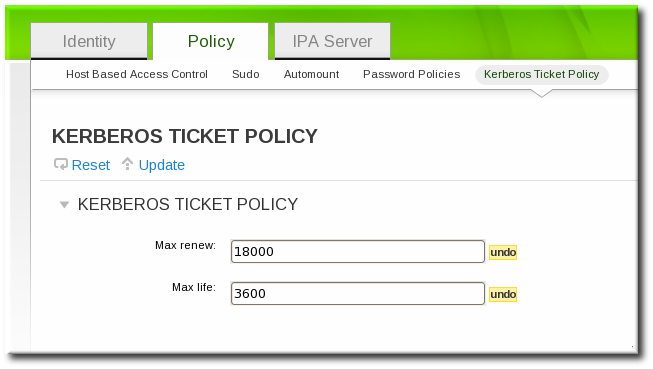 Identity Policy IPA Server
Host Based Access Control Sudo Automount Password Policies Kerberos Ticket Policy
KERBEROS TICKET POLICY
Reset Update
KERBEROS TICKET POLICY
Max renew: 18000 undo
Max life: 3600 undo